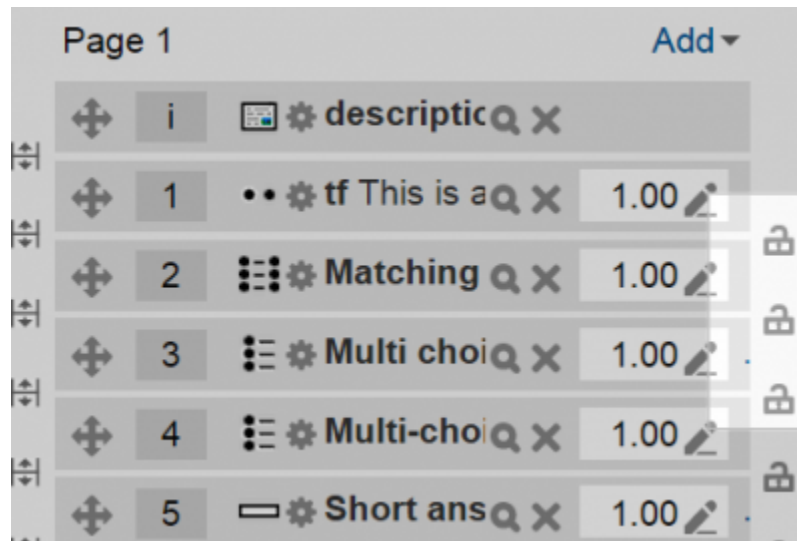 Page 1 Add
i descriptic
1 tf This is a 1.00
2 Matching 1.00
3 Multi choi 1.00
4 Multi-choi 1.00
5 Short ans 1.00